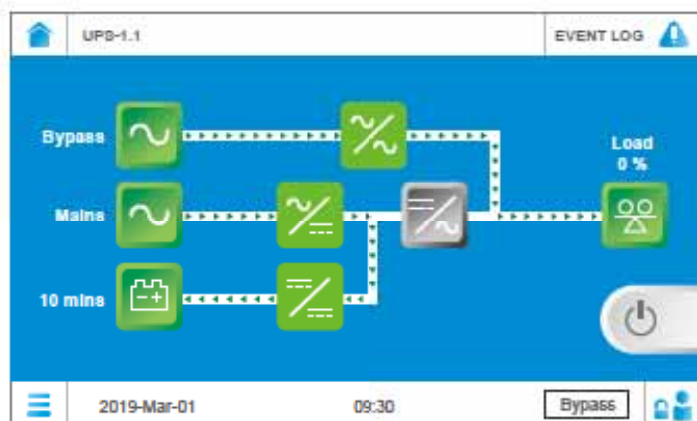 UPS-1.1
EVENT LOG
Bypass
Load
0 %
Mains
10 mins
2019-Mar-01
09:30
Bypass